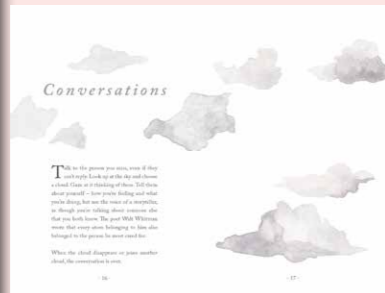 Conversations
Talk to the person you miss, even if they
can't reply. Look up at the sky and choose
a cloud. Gaze at it thinking of them. Tell them
about yourself – how you're feeling and what
you're doing, but use the voice of a storyteller,
as though you're talking about someone else
that you both know. The poet Walt Whitman
wrote that every atom belonging to him also
belonged to the person he most cared for.
When the cloud disappears or joins another
cloud, the conversation is over.
- 16 -
- 17 -